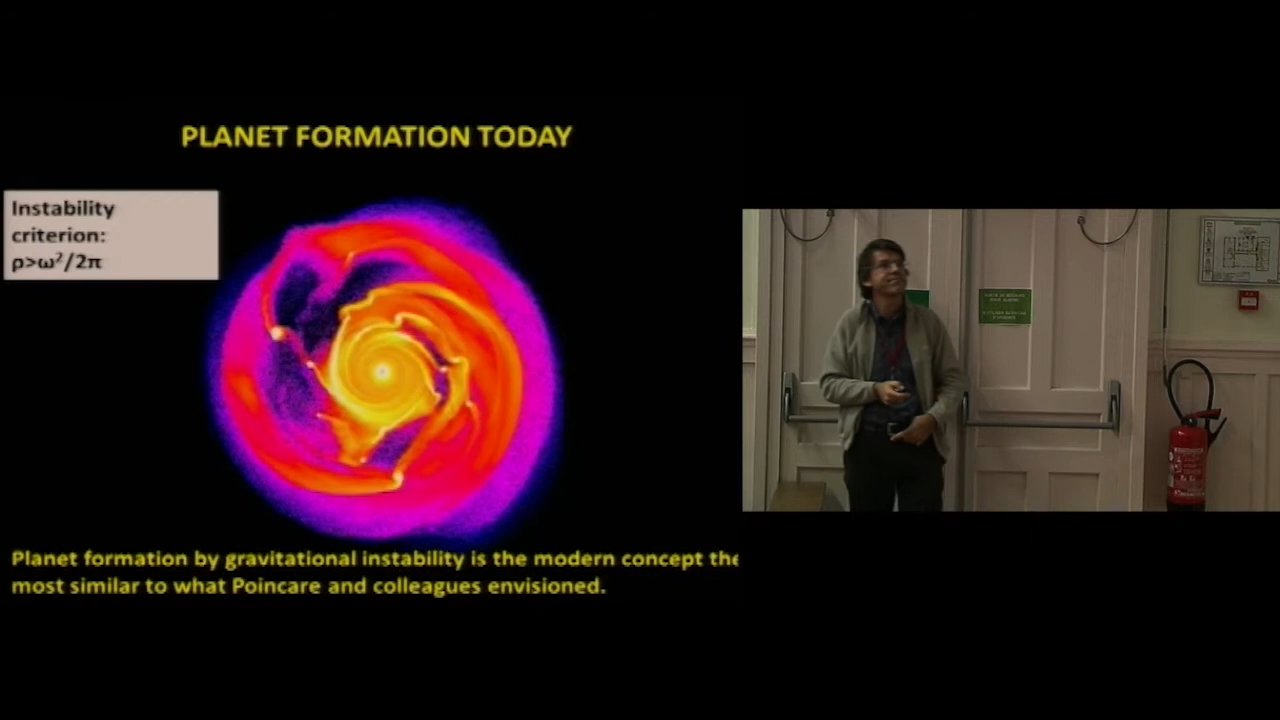 PLANET FORMATION TODAY
Instability
criterion:
ρ>ω²/2π
Planet formation by gravitational instability is the modern concept the
most similar to what Poincare and colleagues envisioned.